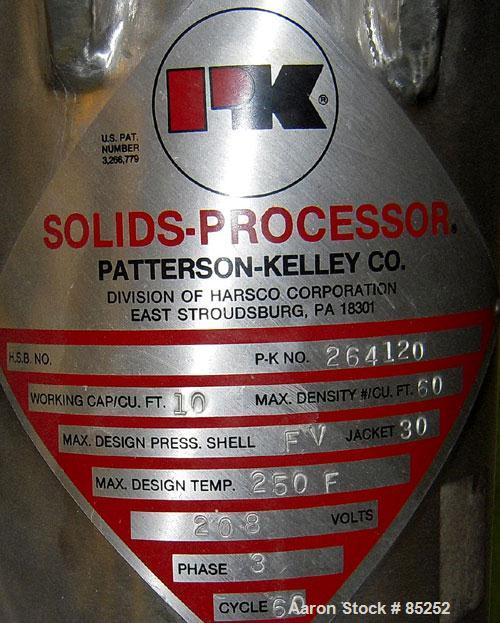 PK®
U.S. PAT.
NUMBER
3,266,779
SOLIDS-PROCESSOR®
PATTERSON-KELLEY CO.
DIVISION OF HARSCO CORPORATION
EAST STROUDSBURG, PA 18301
H.S.B. NO. P-K NO. 264120
WORKING CAP/CU. FT. 10 MAX. DENSITY #/CU. FT. 60
MAX. DESIGN PRESS. SHELL FV JACKET 30
MAX. DESIGN TEMP. 250 F
208 VOLTS
PHASE 3
CYCLE 60
Aaron Stock # 85252